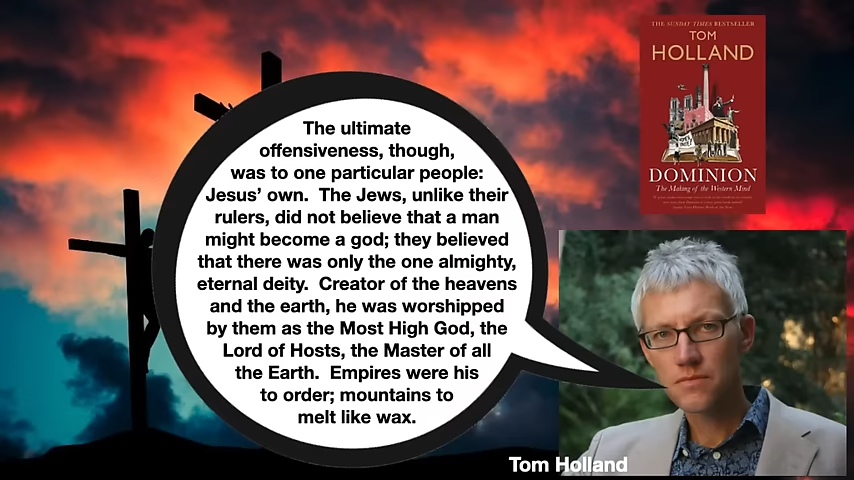 The ultimate
offensiveness, though,
was to one particular people:
Jesus’ own.  The Jews, unlike their
rulers, did not believe that a man
might become a god; they believed
that there was only the one almighty,
eternal deity.  Creator of the heavens
and the earth, he was worshipped
by them as the Most High God, the
Lord of Hosts, the Master of all
the Earth.  Empires were his
to order; mountains to
melt like wax.
THE SUNDAY TIMES BESTSELLER
TOM
HOLLAND
DOMINION
The Making of the Western Mind
Tom Holland